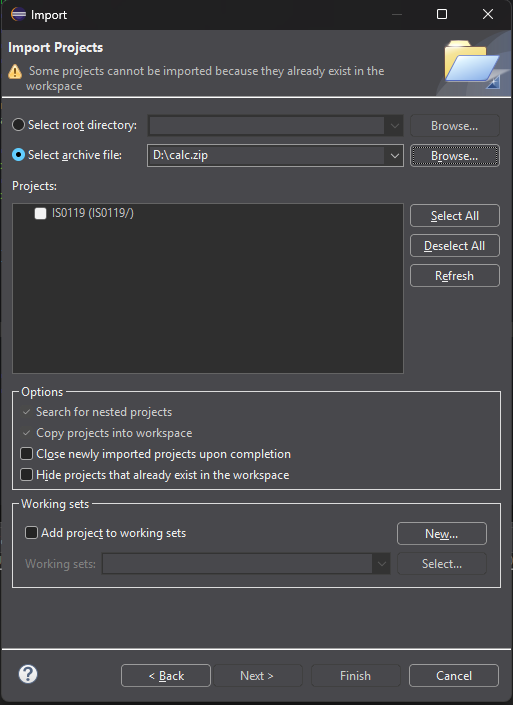 Import
Import Projects
Some projects cannot be imported because they already exist in the
workspace
Select root directory:
Browse...
Select archive file:
D:\calc.zip
Browse...
Projects:
IS0119 (IS0119/)
Select All
Deselect All
Refresh
Options
Search for nested projects
Copy projects into workspace
Close newly imported projects upon completion
Hide projects that already exist in the workspace
Working sets
Add project to working sets
New...
Working sets:
Select...
?
< Back
Next >
Finish
Cancel